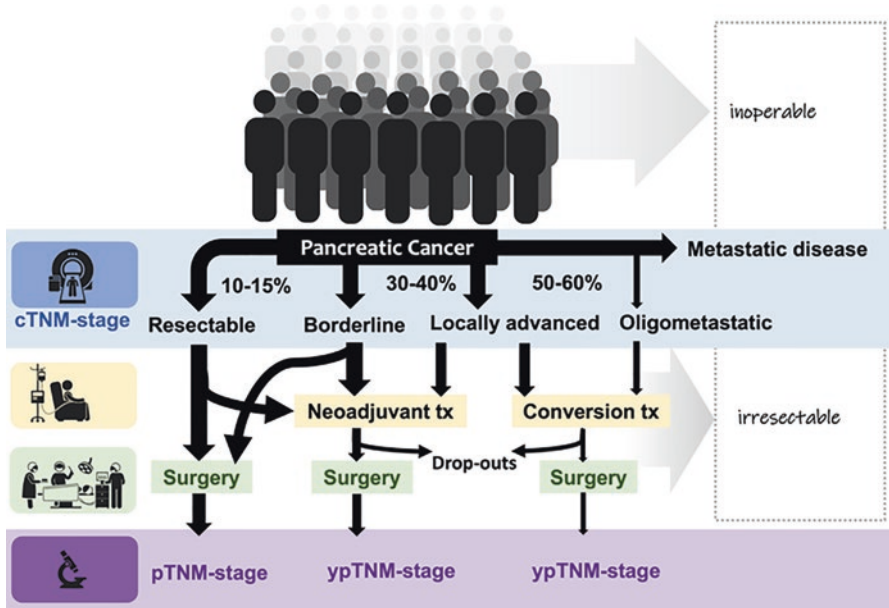 inoperable
Pancreatic Cancer
Metastatic disease
10-15%
30-40%
50-60%
cTNM-stage
Resectable
Borderline
Locally advanced
Oligometastatic
Neoadjuvant tx
Conversion tx
irresectable
Drop-outs
Surgery
Surgery
Surgery
pTNM-stage
ypTNM-stage
ypTNM-stage